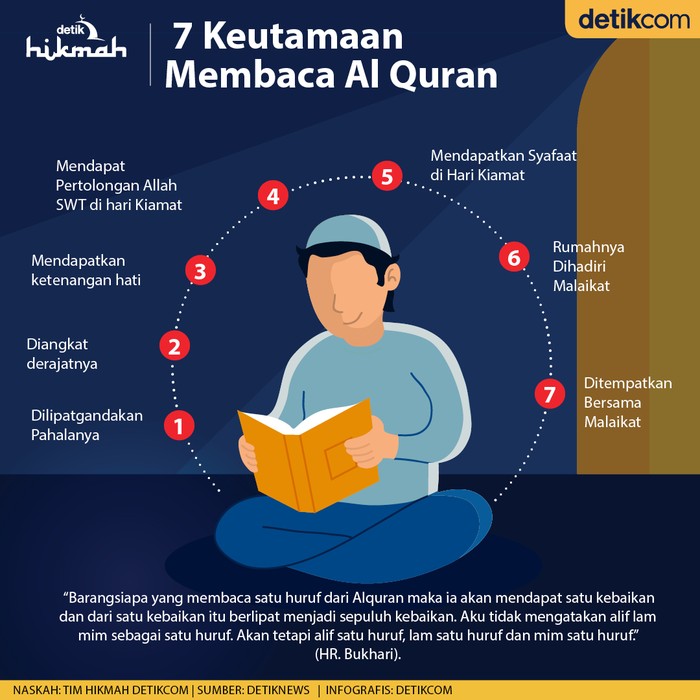 detik
hikmah
7 Keutamaan
Membaca Al Quran
detikcom
Mendapat
Pertolongan Allah
SWT di hari Kiamat
4
5
Mendapatkan Syafaat
di Hari Kiamat
Mendapatkan
ketenangan hati
3
6
Rumahnya
Dihadiri
Malaikat
Diangkat
derajatnya
2
7
Ditempatkan
Bersama
Malaikat
Dilipatgandakan
Pahalanya
1
“Barangsiapa yang membaca satu huruf dari Alquran maka ia akan mendapat satu kebaikan
dan dari satu kebaikan itu berlipat menjadi sepuluh kebaikan. Aku tidak mengatakan alif lam
mim sebagai satu huruf. Akan tetapi alif satu huruf, lam satu huruf dan mim satu huruf.”
(HR. Bukhari).
NASKAH: TIM HIKMAH DETIKCOM | SUMBER: DETIKNEWS | INFOGRAFIS: DETIKCOM